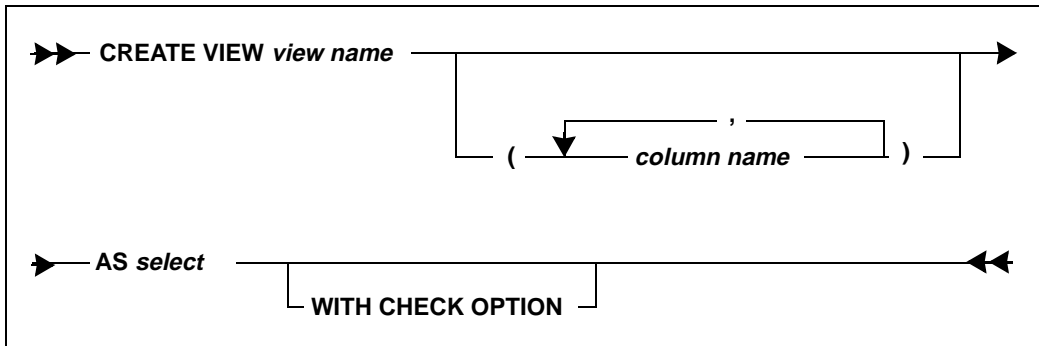 CREATE VIEW view name
,
( column name )
AS select
WITH CHECK OPTION